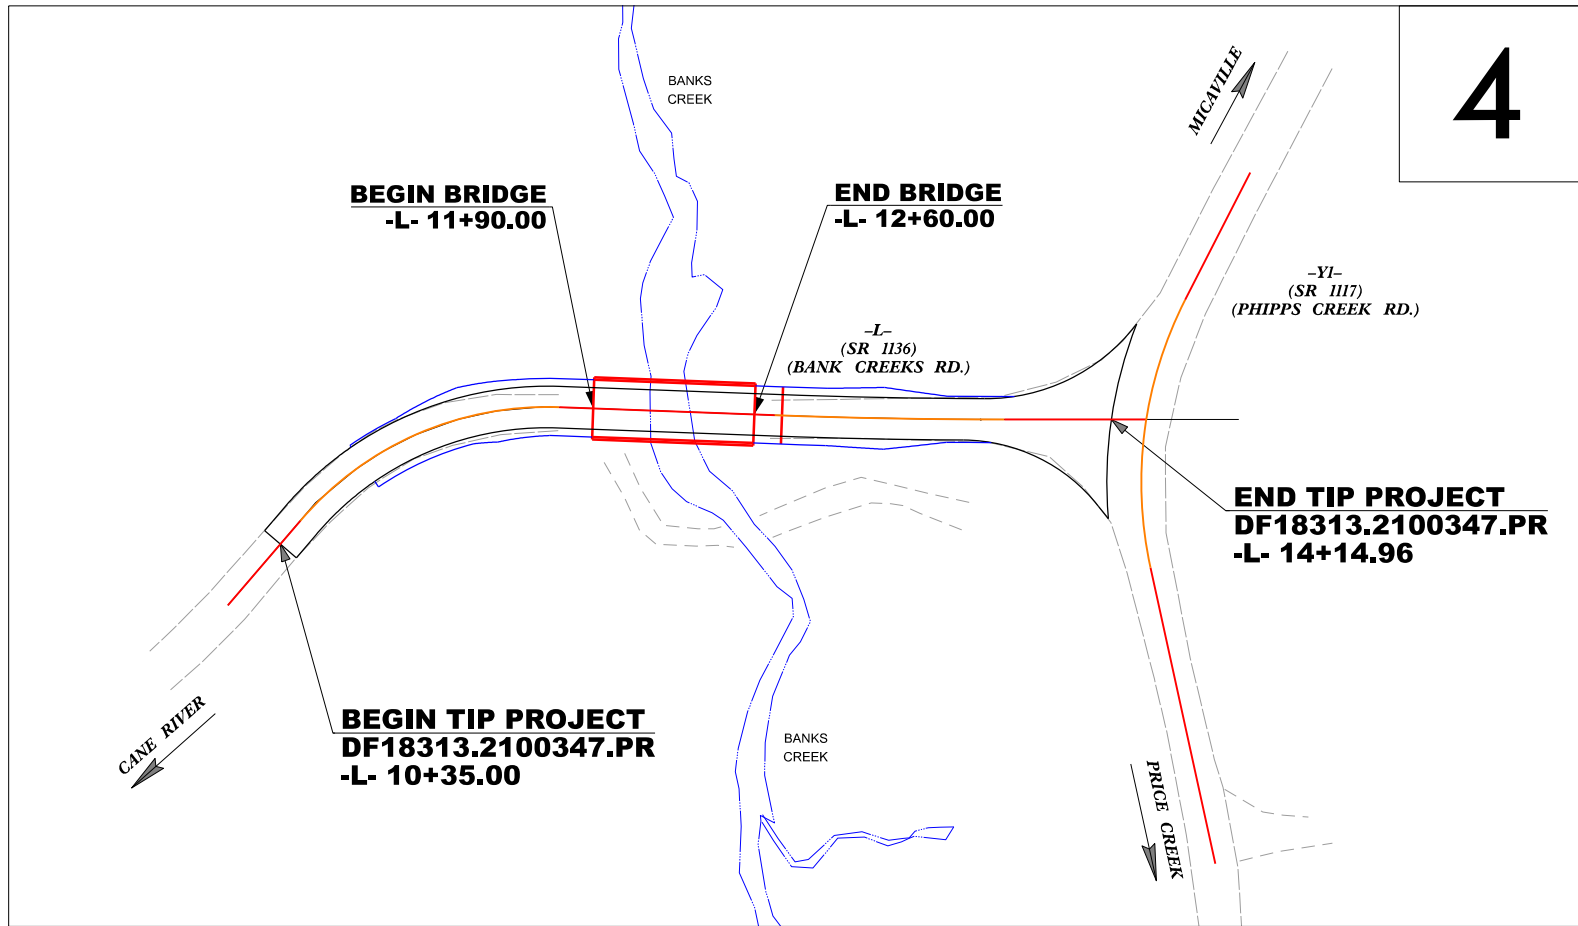 4
BANKS
CREEK
MICAVILLE
BEGIN BRIDGE
-L- 11+90.00
END BRIDGE
-L- 12+60.00
-Y1-
(SR 1117)
(PHIPPS CREEK RD.)
-L-
(SR 1136)
(BANK CREEKS RD.)
END TIP PROJECT
DF18313.2100347.PR
-L- 14+14.96
CANE RIVER
BEGIN TIP PROJECT
DF18313.2100347.PR
-L- 10+35.00
BANKS
CREEK
PRICE CREEK